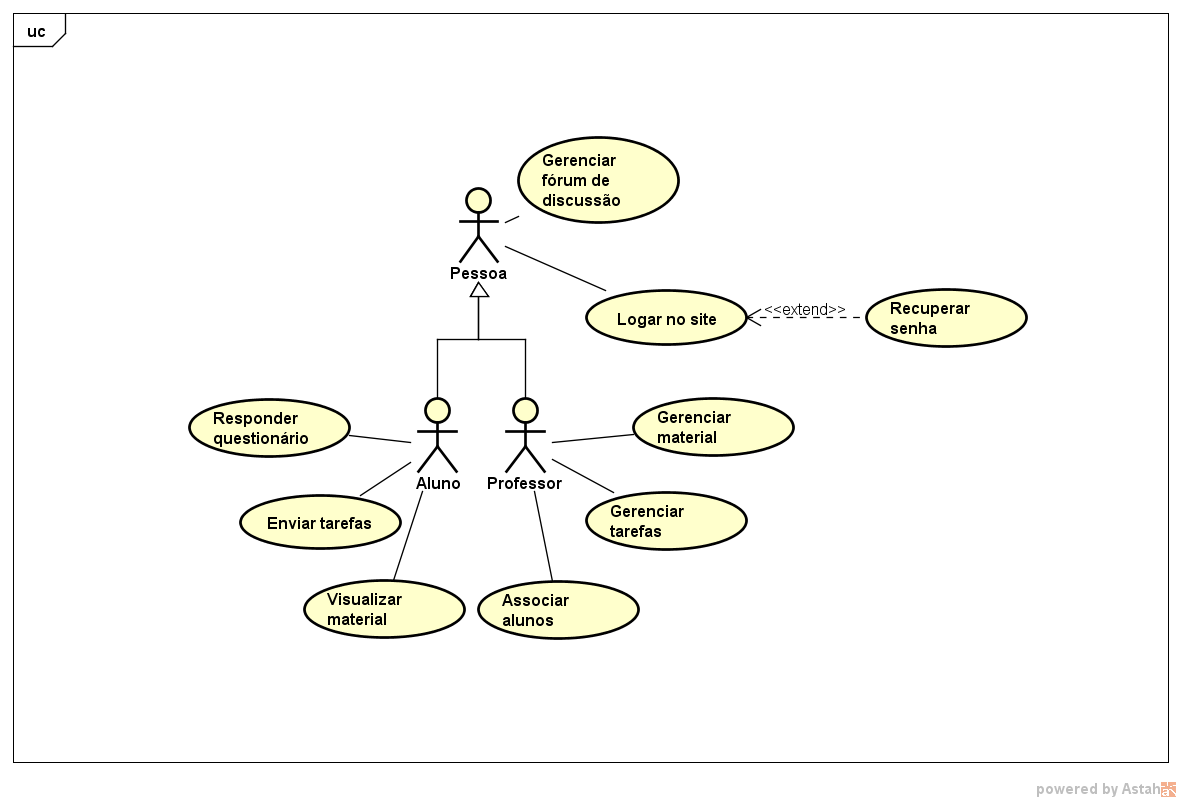 uc
Gerenciar
fórum de
discussão
Pessoa
Logar no site
<<extend>>
Recuperar
senha
Responder
questionário
Gerenciar
material
Aluno
Professor
Enviar tarefas
Gerenciar
tarefas
Visualizar
material
Associar
alunos
powered by Astah